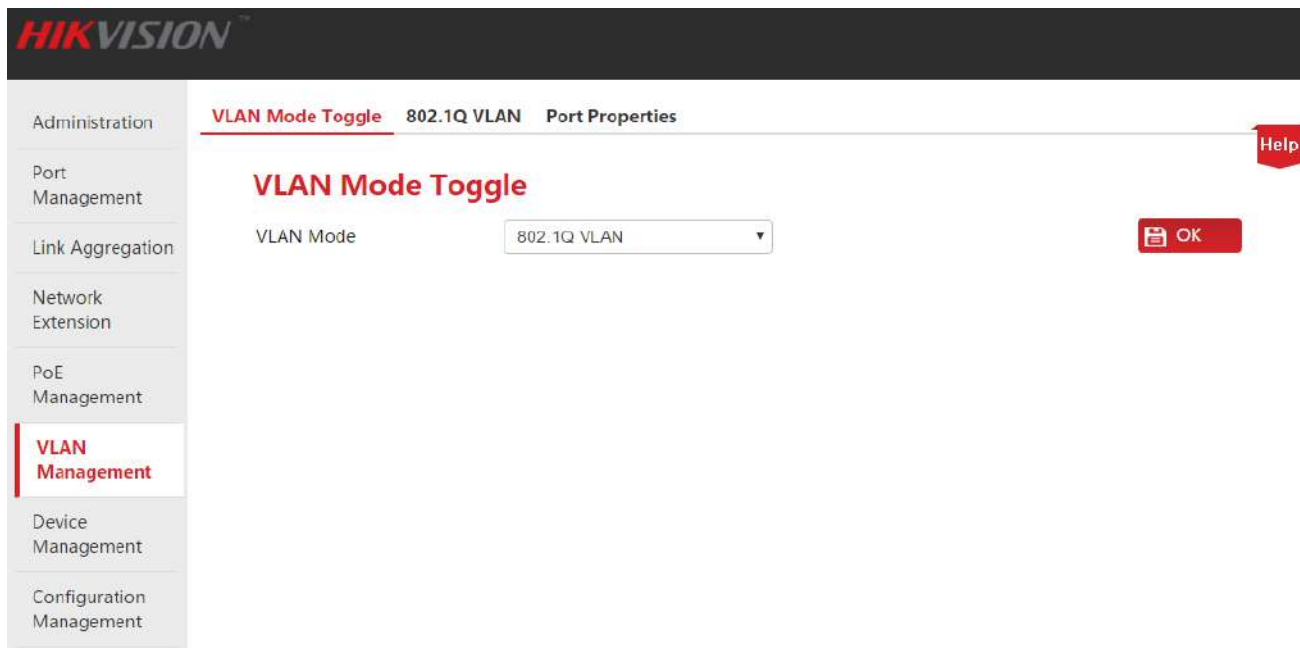 HIKVISION™
Administration
Port
Management
Link Aggregation
Network
Extension
PoE
Management
VLAN
Management
Device
Management
Configuration
Management
VLAN Mode Toggle 802.1Q VLAN Port Properties
Help
VLAN Mode Toggle
VLAN Mode 802.1Q VLAN OK